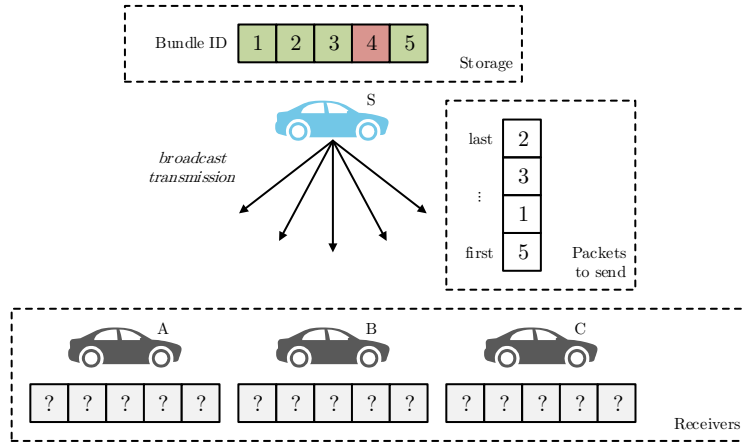 Bundle ID 1 2 3 4 5
Storage
S
broadcast
transmission
last 2
3
...
1
first 5
Packets
to send
A B C
? ? ? ? ? ? ? ? ? ? ? ? ? ? ?
Receivers